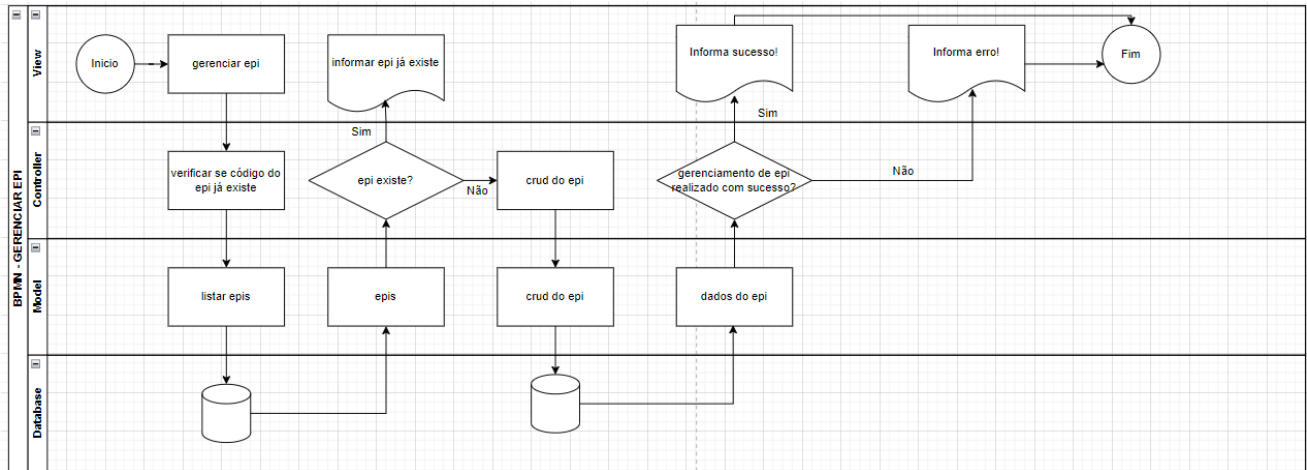 BPMN - GERENCIAR EPI
View
Inicio
gerenciar epi
informar epi já existe
Informa sucesso!
Informa erro!
Fim
Sim
Sim
Controller
verificar se código do
epi já existe
epi existe?
Não
crud do epi
gerenciamento de epi
realizado com sucesso?
Não
Model
listar epis
epis
crud do epi
dados do epi
Database